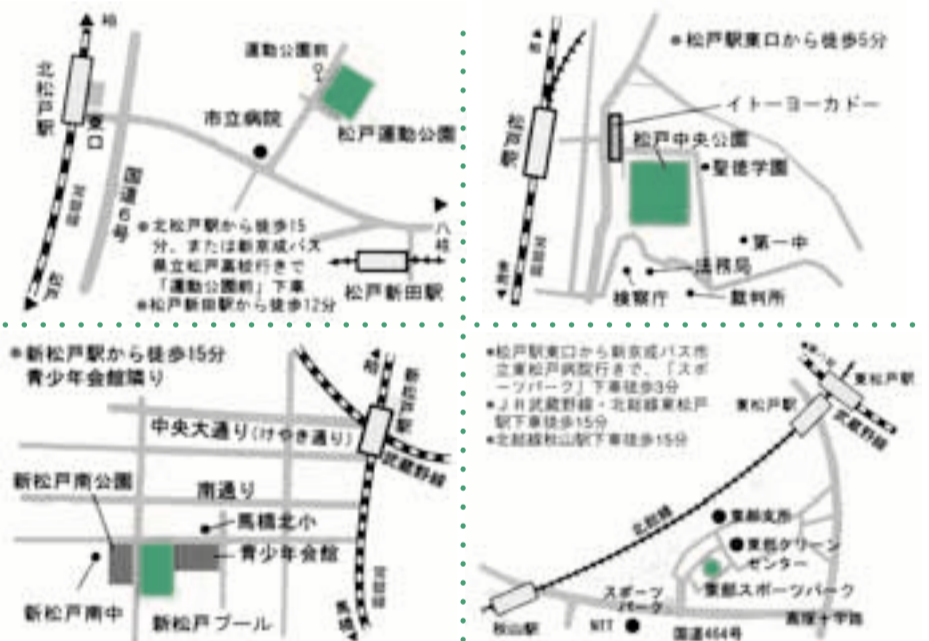 柏
北松戸駅
東口
国道6号
運動公園前
市立病院
松戸運動公園
●北松戸駅から徒歩15
分、または新京成バス
県立松戸高校行きで
「運動公園前」下車
●松戸新田駅から徒歩12分
八柱
松戸新田駅
●松戸駅東口から徒歩5分
松戸駅
イトーヨーカドー
松戸中央公園
聖徳学園
第一中
法務局
検察庁
裁判所
●新松戸駅から徒歩15分
青少年会館隣り
柏
新松戸駅
中央大通り(けやき通り)
武蔵野線
新松戸南公園
南通り
馬橋北小
青少年会館
新松戸南中
新松戸プール
馬橋
●松戸駅東口から新京成バス市
立東松戸病院行きで、「スポ
ーツパーク」下車徒歩3分
●JR武蔵野線・北総線東松戸
駅下車徒歩15分
●北総線秋山駅下車徒歩15分
東松戸駅
東松戸駅
武蔵野線
北総線
東部支所
東部クリーン
センター
東部スポーツパーク
スポーツ
パーク
高塚十字路
秋山駅
NTT
国道464号